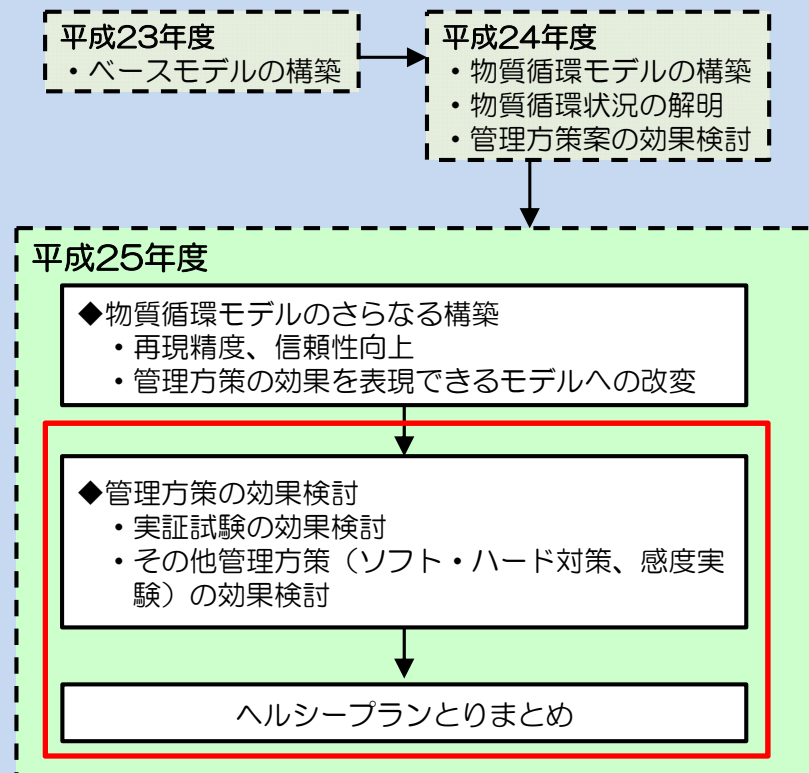 平成23年度
・ベースモデルの構築
平成24年度
・物質循環モデルの構築
・物質循環状況の解明
・管理方策案の効果検討
平成25年度
◆物質循環モデルのさらなる構築
・再現精度、信頼性向上
・管理方策の効果を表現できるモデルへの改変
◆管理方策の効果検討
・実証試験の効果検討
・その他管理方策（ソフト・ハード対策、感度実
験）の効果検討
ヘルシープランとりまとめ